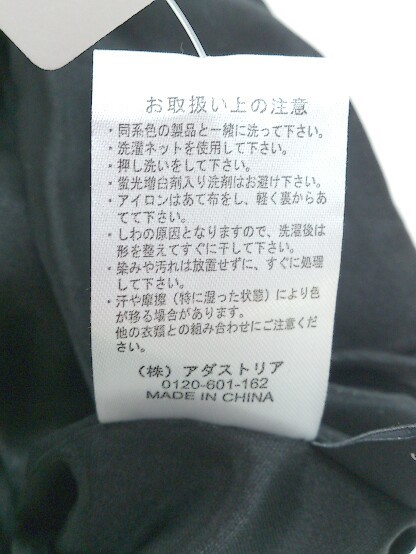 お取扱い上の注意
・同系色の製品と一緒に洗って下さい。
・洗濯ネットを使用して下さい。
・押し洗いをして下さい。
・蛍光増白剤入り洗剤はお避け下さい。
・アイロンはあて布をし、軽く裏からあ
てて下さい。
・しわの原因となりますので、洗濯後は
形を整えてすぐに干して下さい。
・染みや汚れは放置せずに、すぐに処理
して下さい。
・汗や摩擦（特に湿った状態）により色
が移る場合があります。
他の衣類との組み合わせにご注意くだ
さい。
（株）アダストリア
0120-601-162
MADE IN CHINA